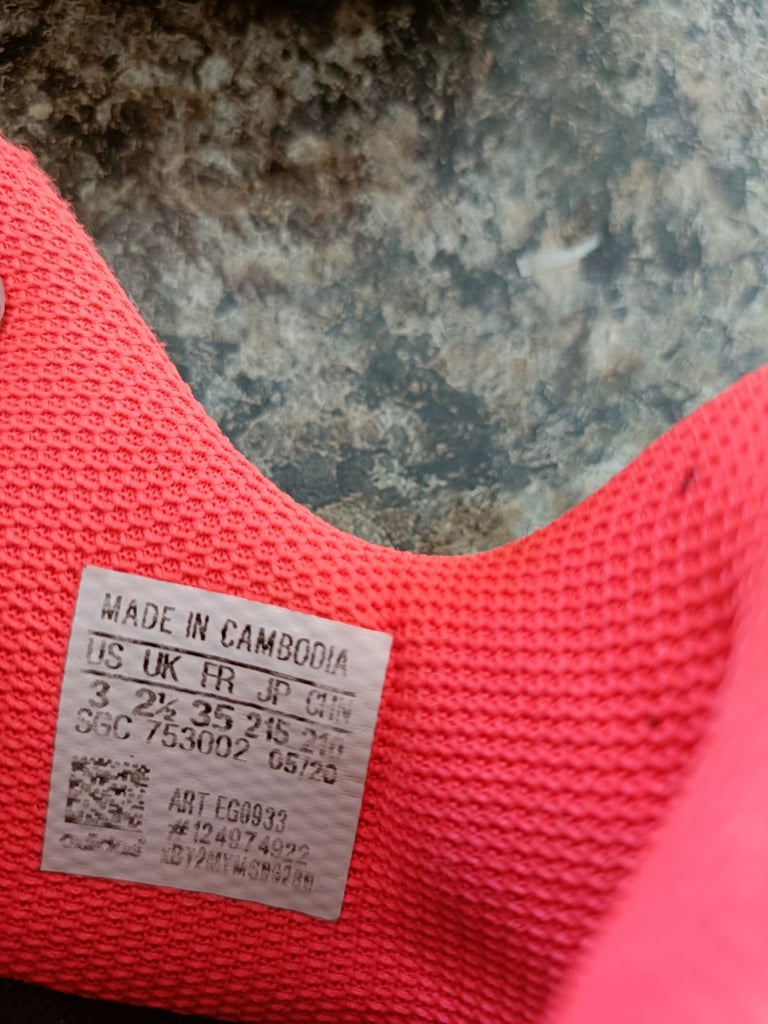 MADE IN CAMBODIA
US UK FR JP CHN
3 2½ 35 215 210
SGC 753002 05/20
ART EG0933
#124974922
adidas